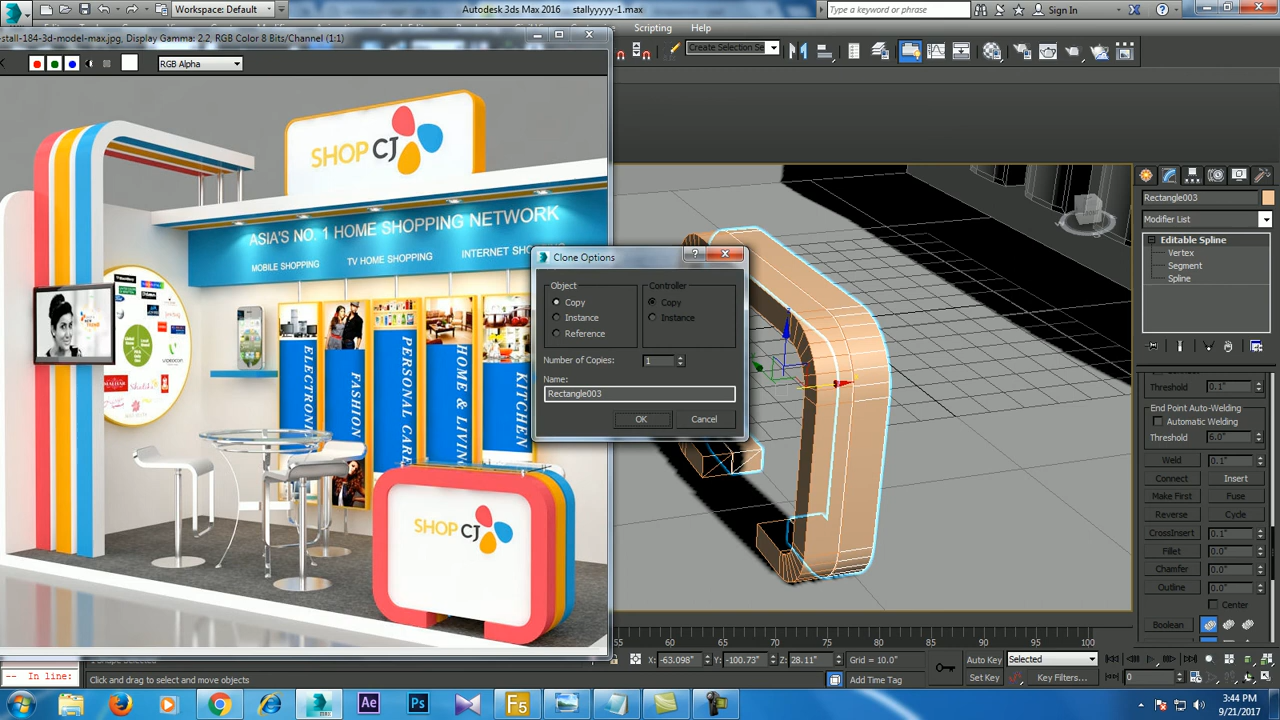 Workspace: Default
Autodesk 3ds Max 2016 stallyyyyy-1.max
Type a keyword or phrase
Sign In
Scripting
Help
-stall-184-3d-model-max.jpg, Display Gamma: 2.2, RGB Color 8 Bits/Channel (1:1)
Create Selection Se
RGB Alpha
SHOP CJ
ASIA'S NO. 1 HOME SHOPPING NETWORK
MOBILE SHOPPING
TV HOME SHOPPING
INTERNET SHO
ELECTRON
FASHION
PERSONAL CARE
HOME & LIVING
KITCHEN
videocon
SHOP CJ
Clone Options
Object
Copy
Instance
Reference
Controller
Copy
Instance
Number of Copies:
1
Name:
Rectangle003
OK
Cancel
Rectangle003
Modifier List
Editable Spline
Vertex
Segment
Spline
Threshold
0.1"
End Point Auto-Welding
Automatic Welding
Threshold
6.0"
Weld
0.1"
Connect
Insert
Make First
Fuse
Reverse
Cycle
CrossInsert
0.1"
Fillet
0.0"
Chamfer
0.0"
Outline
0.0"
Center
Boolean
55 60 65 70 75 80 85 90 95 100
X: -63.098"
Y: -100.73"
Z: 28.11"
Grid = 10.0"
Auto Key
Selected
Set Key
Key Filters...
0
-- In line:
Click and drag to select and move objects
Add Time Tag
max
Ae
Ps
F5
3:44 PM
9/21/2017